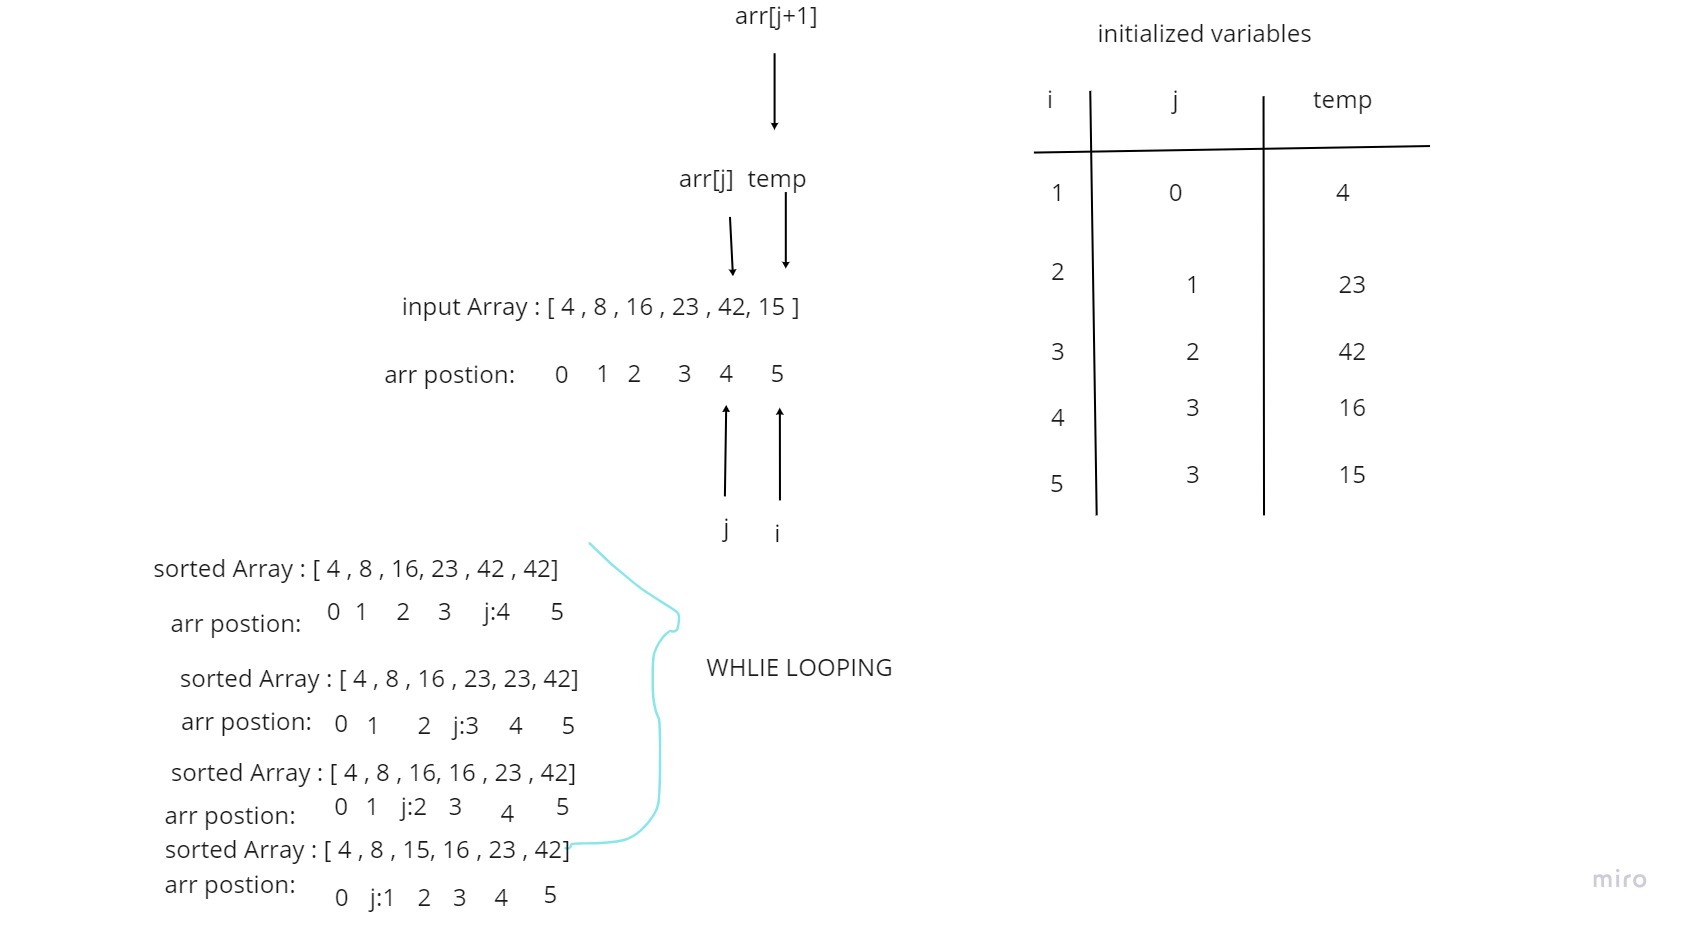 arr[j+1]
initialized variables
i j temp
arr[j] temp
1 0 4
2 1 23
input Array : [ 4 , 8 , 16 , 23 , 42, 15 ]
3 2 42
arr postion: 0 1 2 3 4 5
4 3 16
5 3 15
j i
sorted Array : [ 4 , 8 , 16, 23 , 42 , 42]
arr postion: 0 1 2 3 j:4 5
WHLIE LOOPING
sorted Array : [ 4 , 8 , 16 , 23, 23, 42]
arr postion: 0 1 2 j:3 4 5
sorted Array : [ 4 , 8 , 16, 16 , 23 , 42]
arr postion: 0 1 j:2 3 4 5
sorted Array : [ 4 , 8 , 15, 16 , 23 , 42]
arr postion: 0 j:1 2 3 4 5
miro